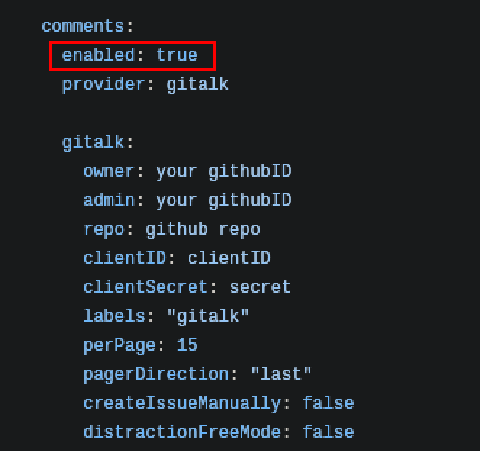 comments:
enabled: true
provider: gitalk
gitalk:
owner: your githubID
admin: your githubID
repo: github repo
clientID: clientID
clientSecret: secret
labels: "gitalk"
perPage: 15
pagerDirection: "last"
createIssueManually: false
distractionFreeMode: false